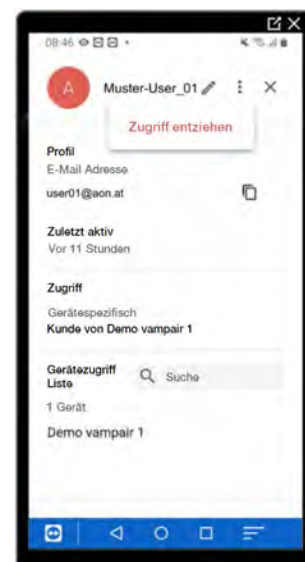 08:46
A
Muster-User_01
Zugriff entziehen
Profil
E-Mail Adresse
user01@aon.at
Zuletzt aktiv
Vor 11 Stunden
Zugriff
Gerätespezifisch
Kunde von Demo vampair 1
Gerätezugriff
Liste
Suche
1 Gerät
Demo vampair 1